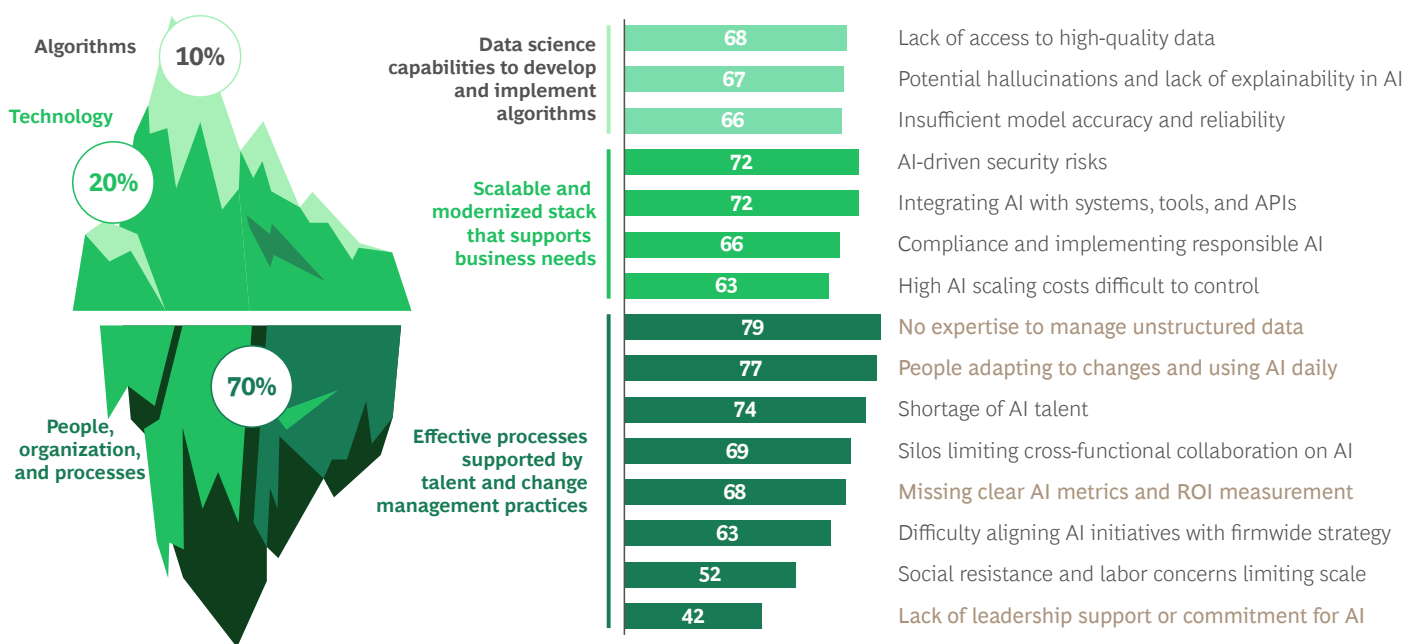 Algorithms
10%
Technology
20%
70%
People,
organization,
and processes
Data science
capabilities to develop
and implement
algorithms
68 Lack of access to high-quality data
67 Potential hallucinations and lack of explainability in AI
66 Insufficient model accuracy and reliability
Scalable and
modernized stack
that supports
business needs
72 AI-driven security risks
72 Integrating AI with systems, tools, and APIs
66 Compliance and implementing responsible AI
63 High AI scaling costs difficult to control
Effective processes
supported by
talent and change
management practices
79 No expertise to manage unstructured data
77 People adapting to changes and using AI daily
74 Shortage of AI talent
69 Silos limiting cross-functional collaboration on AI
68 Missing clear AI metrics and ROI measurement
63 Difficulty aligning AI initiatives with firmwide strategy
52 Social resistance and labor concerns limiting scale
42 Lack of leadership support or commitment for AI